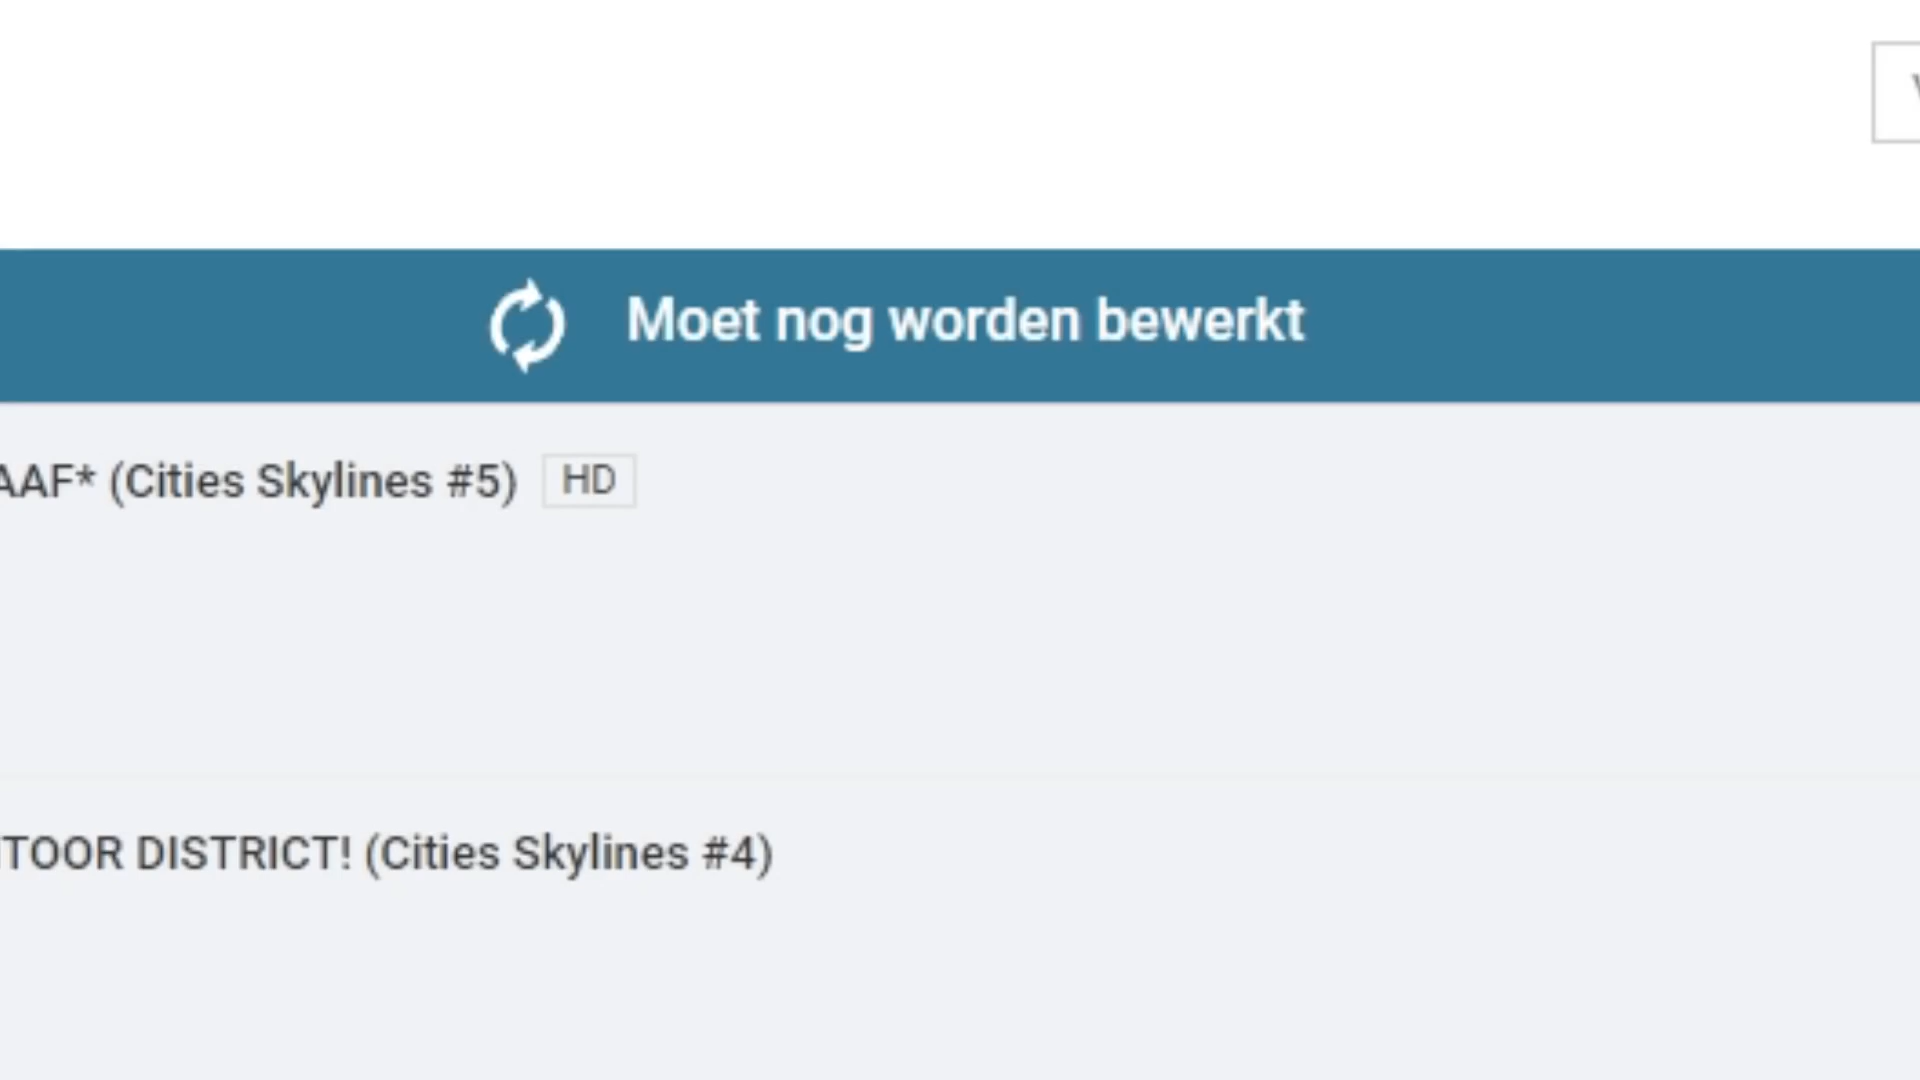 Moet nog worden bewerkt
AAF* (Cities Skylines #5) HD
TOOR DISTRICT! (Cities Skylines #4)